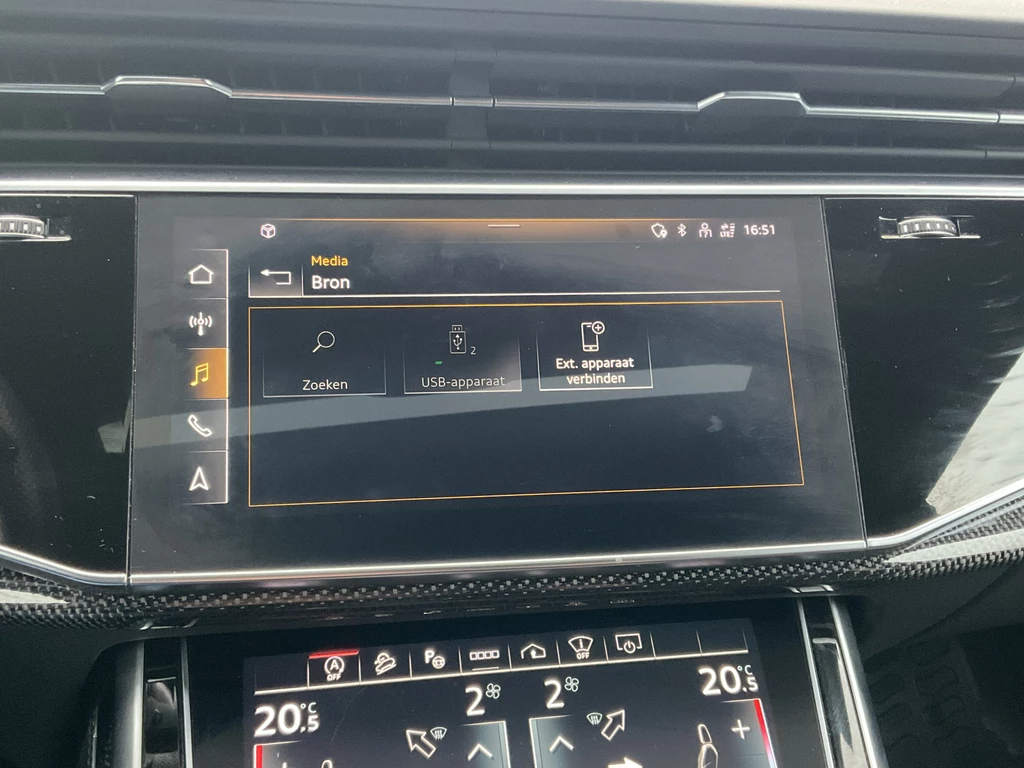 16:51
Media
Bron
Zoeken
USB-apparaat
2
Ext. apparaat
verbinden
A
OFF
P
OFF
20.5 °C
2
2
20.5 °C
+